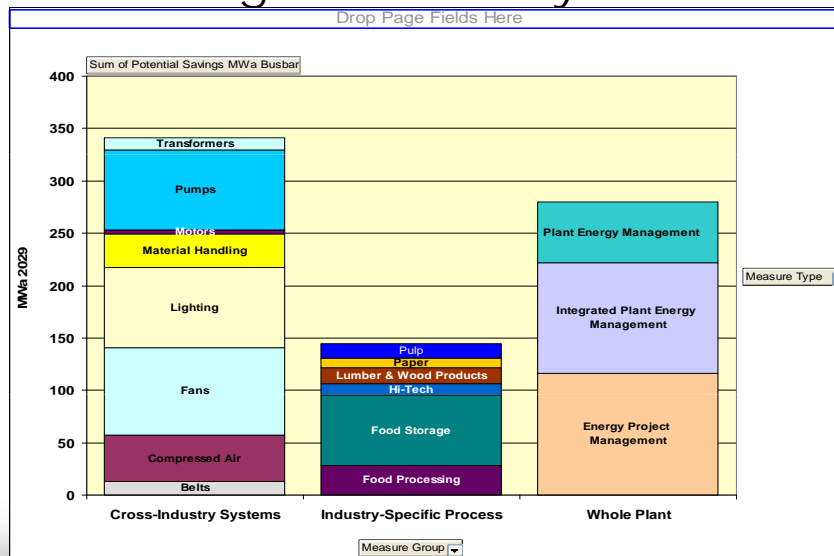 Drop Page Fields Here
Sum of Potential Savings MWa Busbar
400
350
300
250
200
150
100
50
0
MWa 2029
Transformers
Pumps
Motors
Material Handling
Lighting
Fans
Compressed Air
Belts
Pulp
Paper
Lumber & Wood Products
Hi-Tech
Food Storage
Food Processing
Plant Energy Management
Integrated Plant Energy
Management
Energy Project
Management
Measure Type
Cross-Industry Systems
Industry-Specific Process
Whole Plant
Measure Group